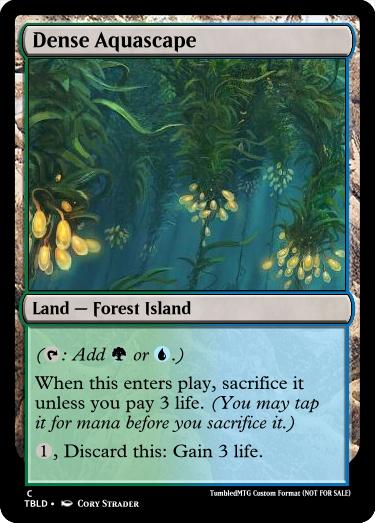 Dense Aquascape
Land — Forest Island
(: Add or .)
When this enters play, sacrifice it
unless you pay 3 life. (You may tap
it for mana before you sacrifice it.)
1, Discard this: Gain 3 life.
C
TBLD • Cory Strader
TumbledMTG Custom Format (NOT FOR SALE)